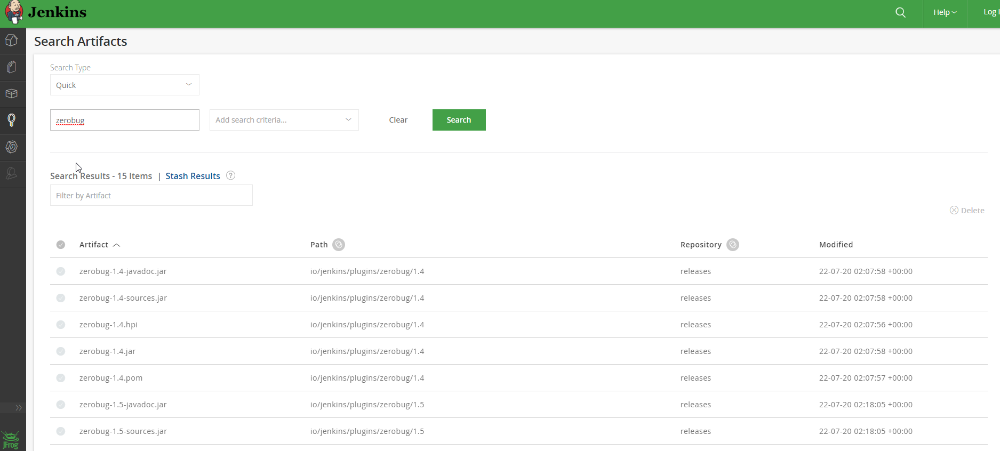 Jenkins
Help
Log
Search Artifacts
Search Type
Quick
zerobug
Add search criteria...
Clear
Search
Search Results - 15 Items | Stash Results ?
Filter by Artifact
Delete
Artifact Path Repository Modified
zerobug-1.4-javadoc.jar io/jenkins/plugins/zerobug/1.4 releases 22-07-20 02:07:58 +00:00
zerobug-1.4-sources.jar io/jenkins/plugins/zerobug/1.4 releases 22-07-20 02:07:58 +00:00
zerobug-1.4.hpi io/jenkins/plugins/zerobug/1.4 releases 22-07-20 02:07:56 +00:00
zerobug-1.4.jar io/jenkins/plugins/zerobug/1.4 releases 22-07-20 02:07:58 +00:00
zerobug-1.4.pom io/jenkins/plugins/zerobug/1.4 releases 22-07-20 02:07:57 +00:00
zerobug-1.5-javadoc.jar io/jenkins/plugins/zerobug/1.5 releases 22-07-20 02:18:05 +00:00
zerobug-1.5-sources.jar io/jenkins/plugins/zerobug/1.5 releases 22-07-20 02:18:05 +00:00
JFrog